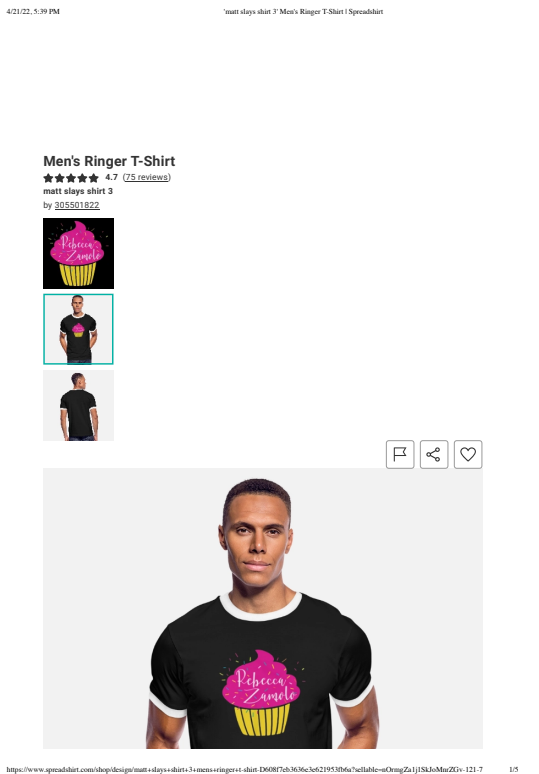 4/21/22, 5:39 PM
'matt slays shirt 3' Men's Ringer T-Shirt | Spreadshirt
Men's Ringer T-Shirt
4.7 (75 reviews)
matt slays shirt 3
by 305501822
Rebecca
Zamolo
Rebecca
Zamolo
https://www.spreadshirt.com/shop/design/matt+slays+shirt+3+mens+ringer+t-shirt-D608f7eb3636e3e621953fb6a?sellable=nOrmgZa1j1SkJoMnrZGv-121-7
1/5